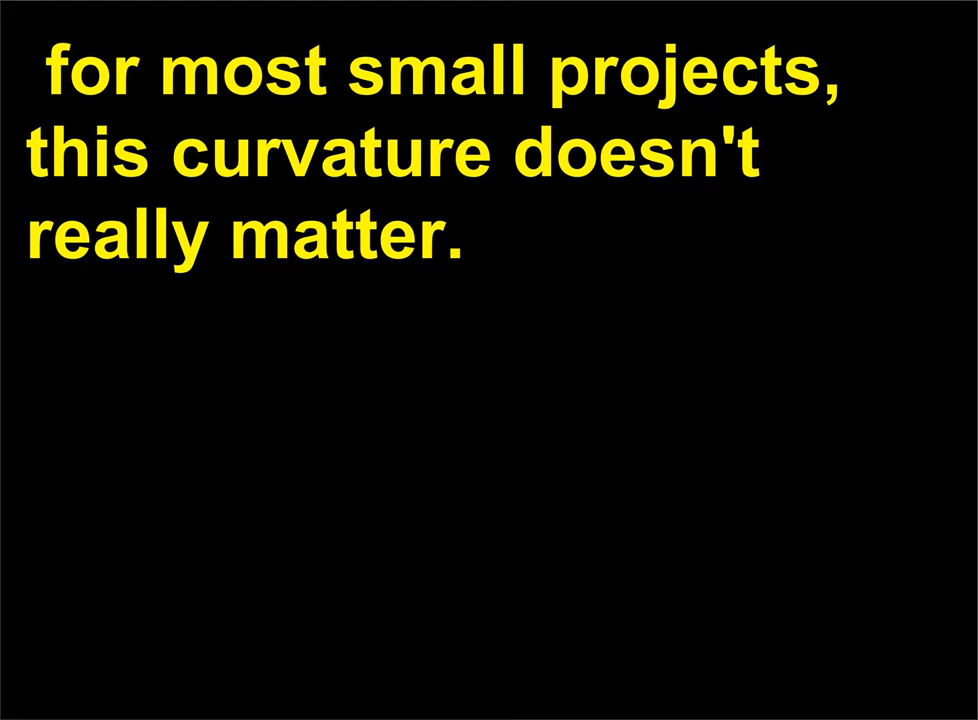 for most small projects,
this curvature doesn't
really matter.